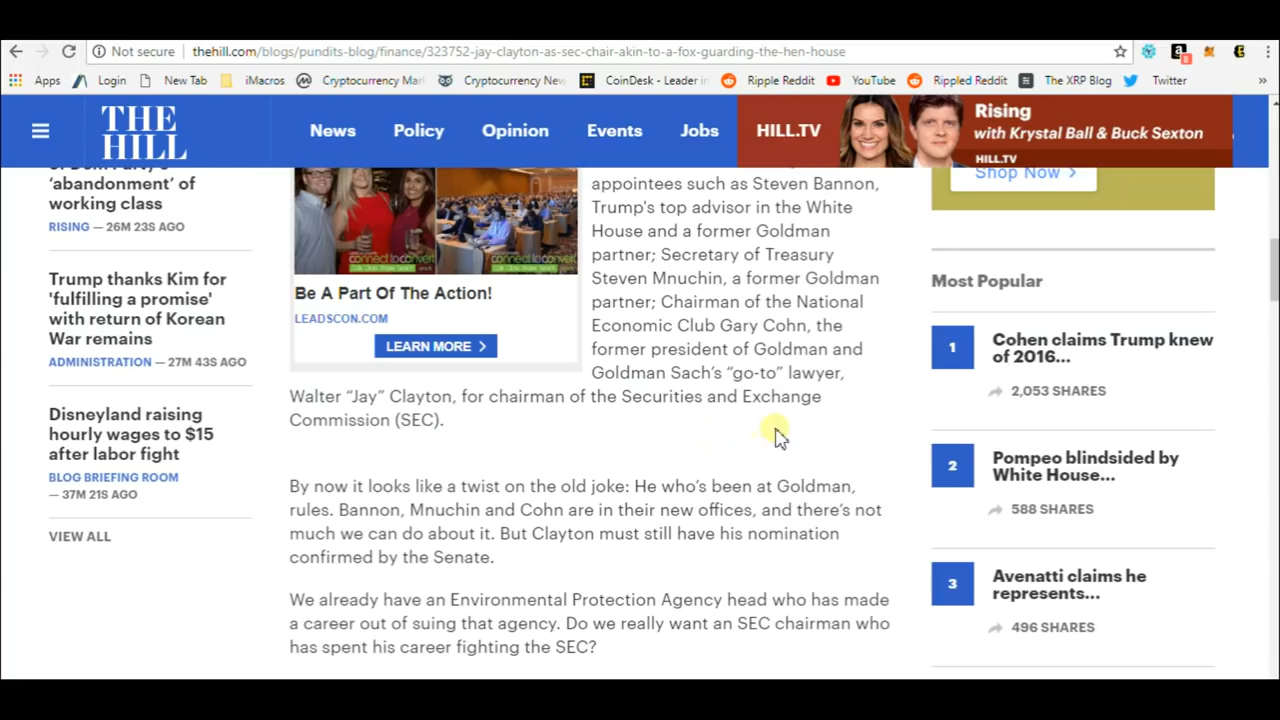 Not secure
thehill.com/blogs/pundits-blog/finance/323752-jay-clayton-as-sec-chair-akin-to-a-fox-guarding-the-hen-house
8
Apps
Login
New Tab
iMacros
Cryptocurrency Mar
Cryptocurrency New
CoinDesk - Leader i
Ripple Reddit
YouTube
Rippled Reddit
The XRP Blog
Twitter
»
THE
HILL
News
Policy
Opinion
Events
Jobs
HILL.TV
Rising
with Krystal Ball & Buck Sexton
HILL.TV
'abandonment' of
working class
RISING — 26M 23S AGO
Trump thanks Kim for
'fulfilling a promise'
with return of Korean
War remains
ADMINISTRATION — 27M 43S AGO
Disneyland raising
hourly wages to $15
after labor fight
BLOG BRIEFING ROOM
— 37M 21S AGO
VIEW ALL
connect to convert
Be A Part Of The Action!
LEADSCON.COM
LEARN MORE
appointees such as Steven Bannon,
Trump's top advisor in the White
House and a former Goldman
partner; Secretary of Treasury
Steven Mnuchin, a former Goldman
partner; Chairman of the National
Economic Club Gary Cohn, the
former president of Goldman and
Goldman Sach's “go-to” lawyer,
Walter “Jay” Clayton, for chairman of the Securities and Exchange
Commission (SEC).
By now it looks like a twist on the old joke: He who's been at Goldman,
rules. Bannon, Mnuchin and Cohn are in their new offices, and there's not
much we can do about it. But Clayton must still have his nomination
confirmed by the Senate.
We already have an Environmental Protection Agency head who has made
a career out of suing that agency. Do we really want an SEC chairman who
has spent his career fighting the SEC?
Shop Now
Most Popular
1
Cohen claims Trump knew
of 2016...
2,053 SHARES
2
Pompeo blindsided by
White House...
588 SHARES
3
Avenatti claims he
represents...
496 SHARES